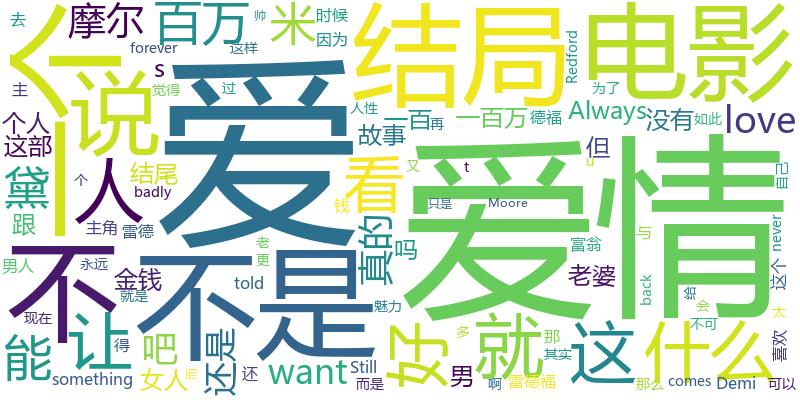 去 摩尔 百万 帅 米 时候 结局 电影
forever 这样 因为 Redford
主 s 觉得 过 为了
个人 说 爱 人性 一百 再 一百万 德福 Always 没有 如此 love
这部 故事 但
黛 人 结尾 看 又 t 爱情 自己
个 badly 钱 只是 Moore
跟 主角 雷德 老 真的 吗 富翁 与 never
男人 永远 不 金钱 不是 更 老婆 back 给 这个
就是 told 魅力 会
现在 多 那 不可 太
能 让 得 吧 还是 好 就 这 什么 喜欢
Still 其实
something 女人 还 want 而是 男 啊 雷德福 那么 comes Demi 可以